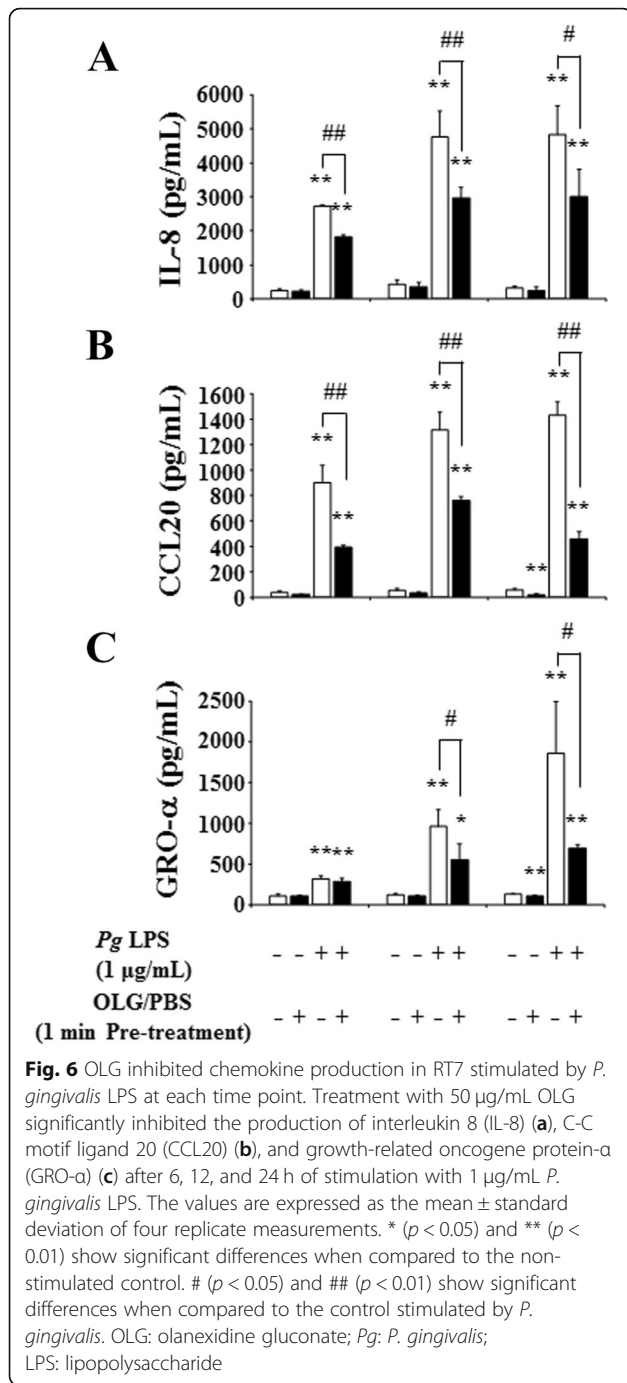 A
##
#
##
**
**
**
**
**
**
IL-8 (pg/mL)
6000
5000
4000
3000
2000
1000
0
B
##
##
##
**
**
**
**
**
**
**
CCL20 (pg/mL)
1600
1400
1200
1000
800
600
400
200
0
C
#
#
**
**
*
**
**
**
**
GRO-α (pg/mL)
2500
2000
1500
1000
500
0
Pg LPS - - + + - - + + - - + +
(1 µg/mL)
OLG/PBS - + - + - + - + - + - +
(1 min Pre-treatment)
Fig. 6 OLG inhibited chemokine production in RT7 stimulated by P.
gingivalis LPS at each time point. Treatment with 50 µg/mL OLG
significantly inhibited the production of interleukin 8 (IL-8) (a), C-C
motif ligand 20 (CCL20) (b), and growth-related oncogene protein-α
(GRO-α) (c) after 6, 12, and 24 h of stimulation with 1 µg/mL P.
gingivalis LPS. The values are expressed as the mean ± standard
deviation of four replicate measurements. * (p < 0.05) and ** (p <
0.01) show significant differences when compared to the non-
stimulated control. # (p < 0.05) and ## (p < 0.01) show significant
differences when compared to the control stimulated by P.
gingivalis. OLG: olanexidine gluconate; Pg: P. gingivalis;
LPS: lipopolysaccharide